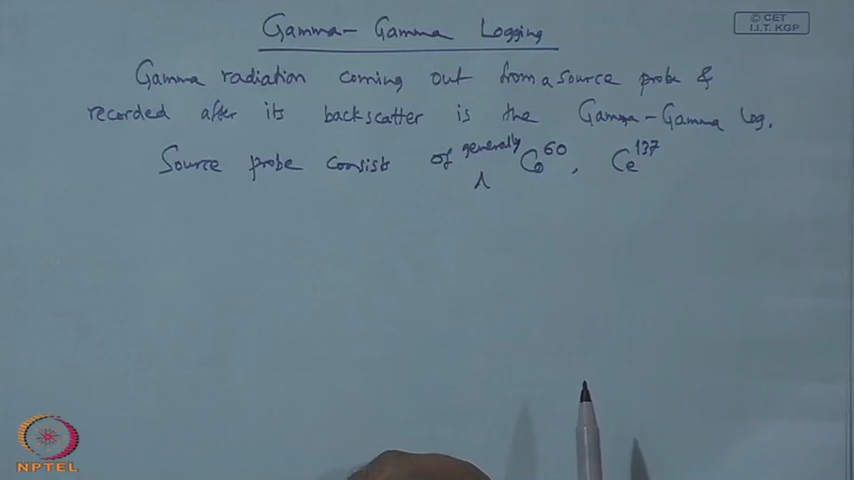 Gamma-Gamma Logging
© CET
I.I.T. KGP
Gamma radiation coming out from a source probe &
recorded after its backscatter is the Gamma-Gamma log.
Source probe consists of generally Co60, Ce137
NPTEL